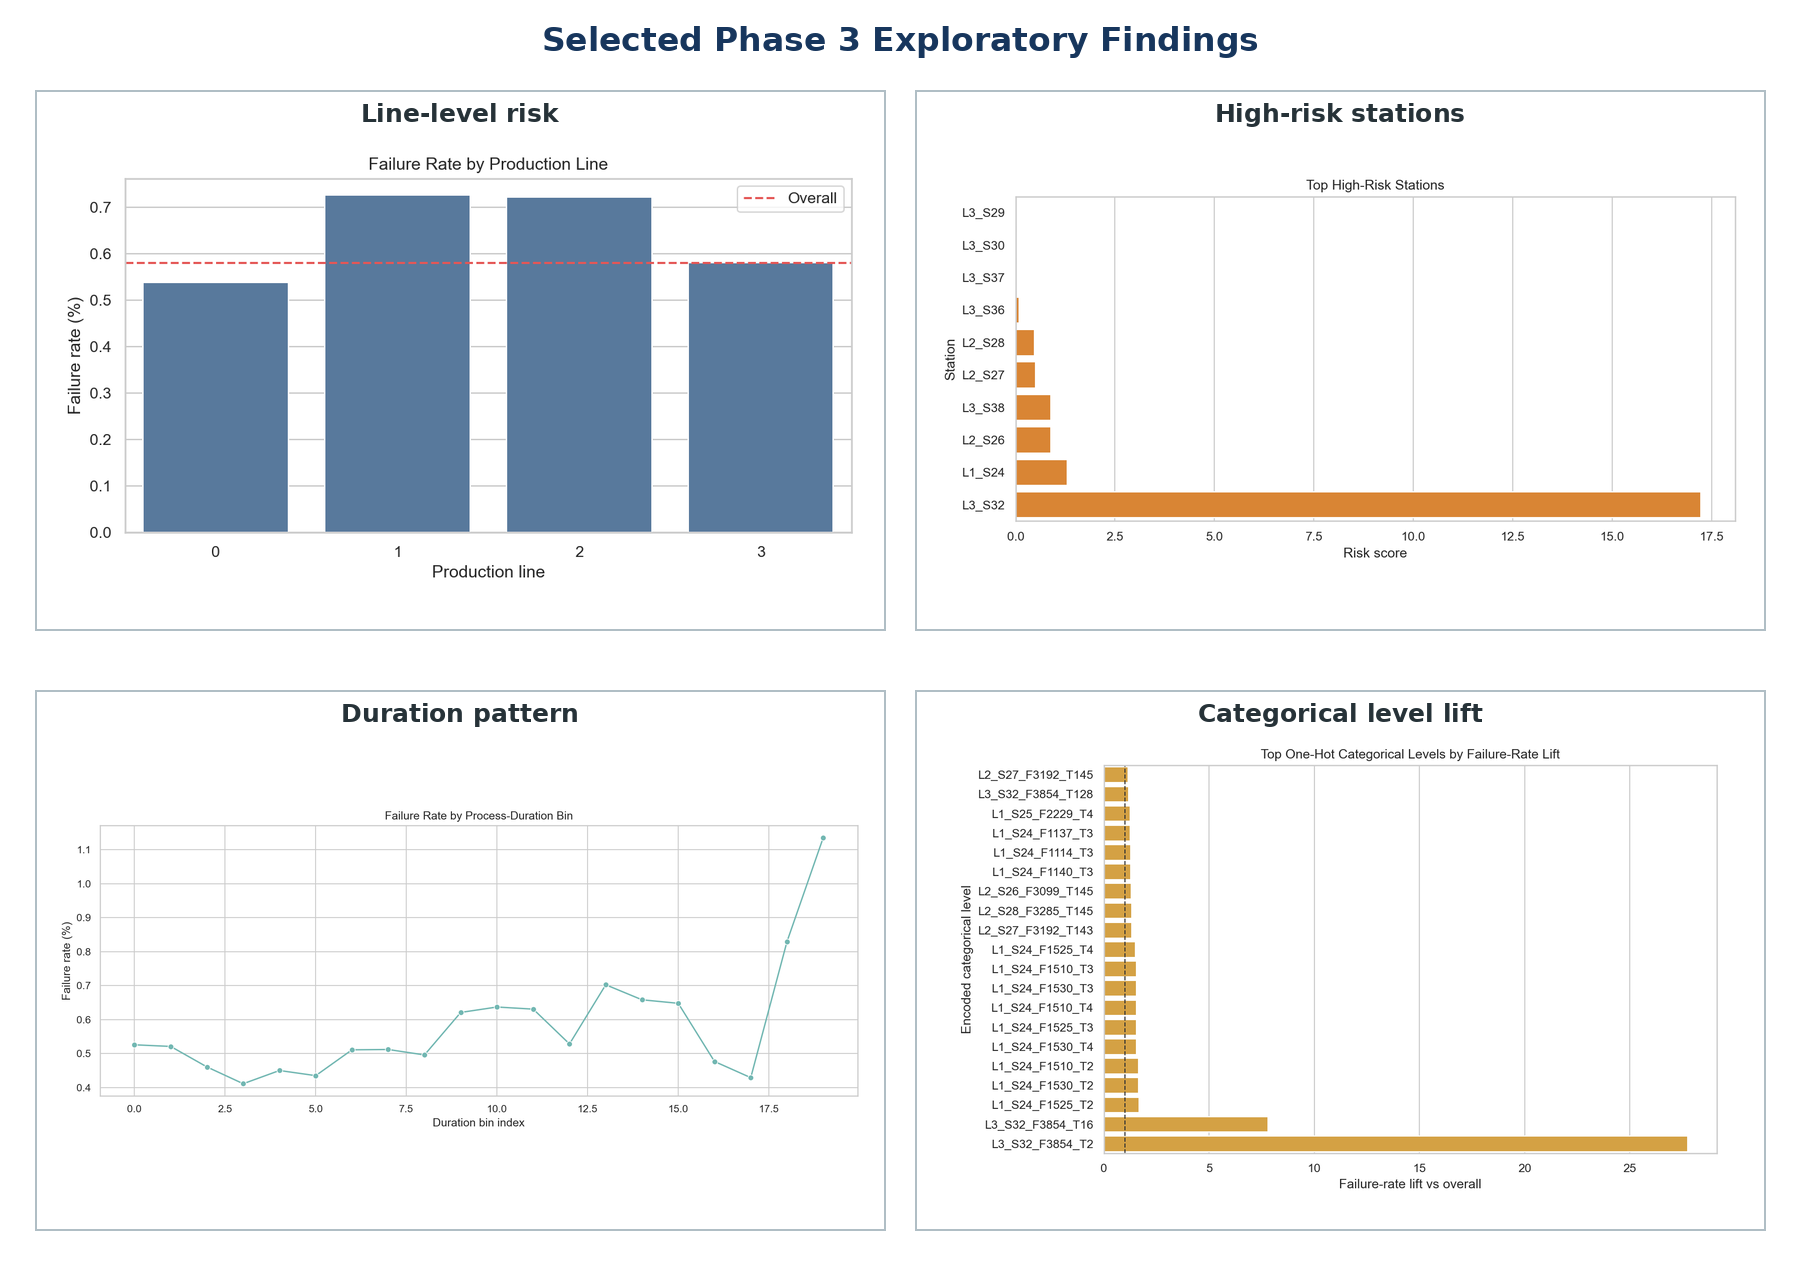 Selected Phase 3 Exploratory Findings
Line-level risk
Failure Rate by Production Line
Overall
0.7
0.6
0.5
0.4
0.3
0.2
0.1
0.0
Failure rate (%)
0 1 2 3
Production line
High-risk stations
Top High-Risk Stations
L3_S29
L3_S30
L3_S37
L3_S36
L2_S28
L2_S27
L3_S38
L2_S26
L1_S24
L3_S32
Station
0.0 2.5 5.0 7.5 10.0 12.5 15.0 17.5
Risk score
Duration pattern
Failure Rate by Process-Duration Bin
1.1
1.0
0.9
0.8
0.7
0.6
0.5
0.4
Failure rate (%)
0.0 2.5 5.0 7.5 10.0 12.5 15.0 17.5
Duration bin index
Categorical level lift
Top One-Hot Categorical Levels by Failure-Rate Lift
L2_S27_F3192_T145
L3_S32_F3854_T128
L1_S25_F2229_T4
L1_S24_F1137_T3
L1_S24_F1114_T3
L1_S24_F1140_T3
L2_S26_F3099_T145
L2_S28_F3285_T145
L2_S27_F3192_T143
L1_S24_F1525_T4
L1_S24_F1510_T3
L1_S24_F1530_T3
L1_S24_F1510_T4
L1_S24_F1525_T3
L1_S24_F1530_T4
L1_S24_F1510_T2
L1_S24_F1530_T2
L1_S24_F1525_T2
L3_S32_F3854_T16
L3_S32_F3854_T2
Encoded categorical level
0 5 10 15 20 25
Failure-rate lift vs overall